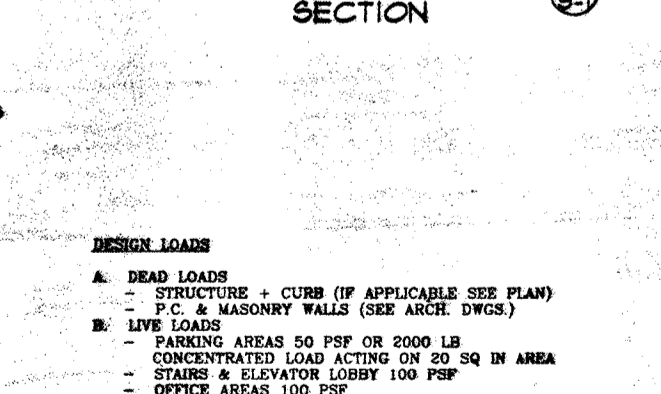 SECTION
S-1
DESIGN LOADS
A. DEAD LOADS
- STRUCTURE + CURB (IF APPLICABLE SEE PLAN)
- P.C. & MASONRY WALLS (SEE ARCH. DWGS.)
B. LIVE LOADS
- PARKING AREAS 50 PSF OR 2000 LB
CONCENTRATED LOAD ACTING ON 20 SQ IN AREA
- STAIRS & ELEVATOR LOBBY 100 PSF
- OFFICE AREAS 100 PSF